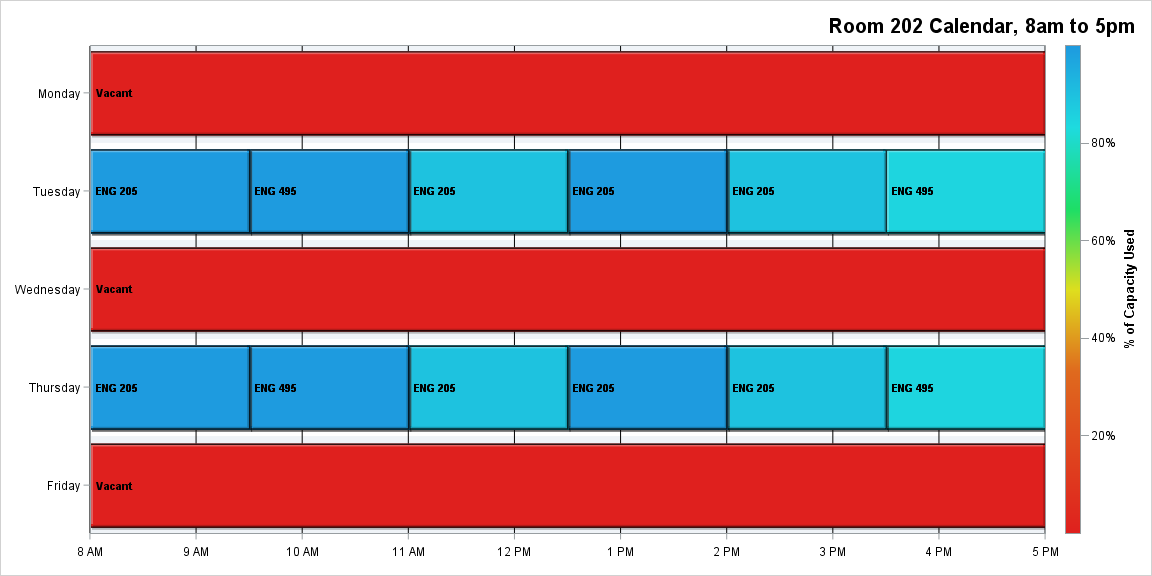 Room 202 Calendar, 8am to 5pm
Monday
Vacant
Tuesday
ENG 205
ENG 495
ENG 205
ENG 205
ENG 205
ENG 495
Wednesday
Vacant
Thursday
ENG 205
ENG 495
ENG 205
ENG 205
ENG 205
ENG 495
Friday
Vacant
8 AM
9 AM
10 AM
11 AM
12 PM
1 PM
2 PM
3 PM
4 PM
5 PM
80%
60%
40%
20%
% of Capacity Used